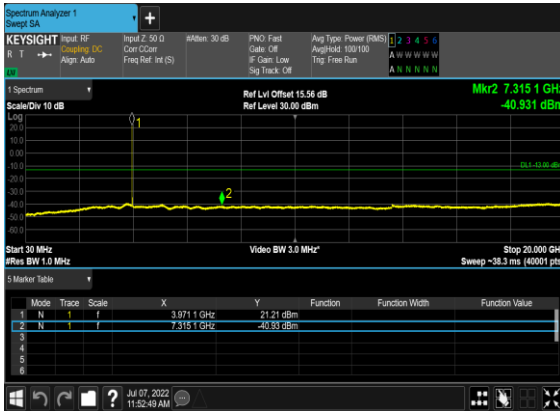 Spectrum Analyzer 1
Swept SA
+
KEYSIGHT Input: RF Input Z: 50 Ω #Atten: 30 dB PNO: Fast Avg Type: Power (RMS) 1 2 3 4 5 6
R T Coupling: DC Corr CCorr Gate: Off Avg|Hold: 100/100 A W W W W W
Align: Auto Freq Ref: Int (S) IF Gain: Low Trig: Free Run
Sig Track: Off A N N N N N
1 Spectrum Ref Lvl Offset 15.56 dB Mkr2 7.315 1 GHz
Scale/Div 10 dB Ref Level 30.00 dBm -40.931 dBm
Log
20.0
10.0
0.00
-10.0
-20.0
-30.0
-40.0
-50.0
-60.0
1
DL1 -13.00 dBm
2
Start 30 MHz Video BW 3.0 MHz* Stop 20.000 GHz
#Res BW 1.0 MHz Sweep ~38.3 ms (40001 pts)
5 Marker Table
Mode Trace Scale X Y Function Function Width Function Value
1 N 1 f 3.971 1 GHz 21.21 dBm
2 N 1 f 7.315 1 GHz -40.93 dBm
3
4
5
6
? Jul 07, 2022
11:52:49 AM